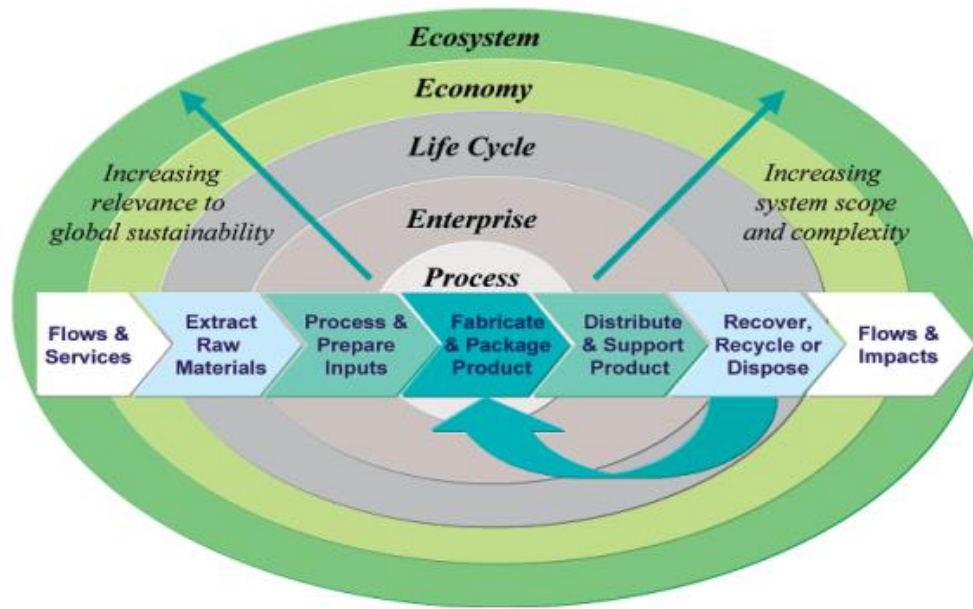 Ecosystem
Economy
Life Cycle
Increasing
relevance to
global sustainability
Increasing
system scope
and complexity
Enterprise
Process
Flows &
Services
Extract
Raw
Materials
Process &
Prepare
Inputs
Fabricate
& Package
Product
Distribute
& Support
Product
Recover,
Recycle or
Dispose
Flows &
Impacts